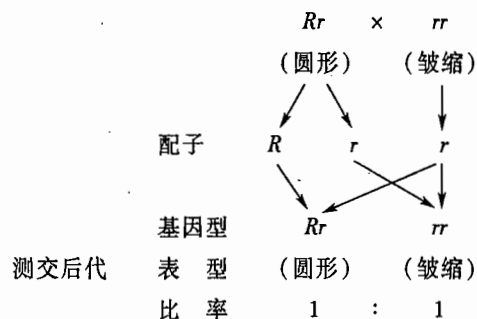 Rr × rr
(圆形) (皱缩)
配子 R r r
基因型 Rr rr
测交后代 表型 (圆形) (皱缩)
比率 1 : 1